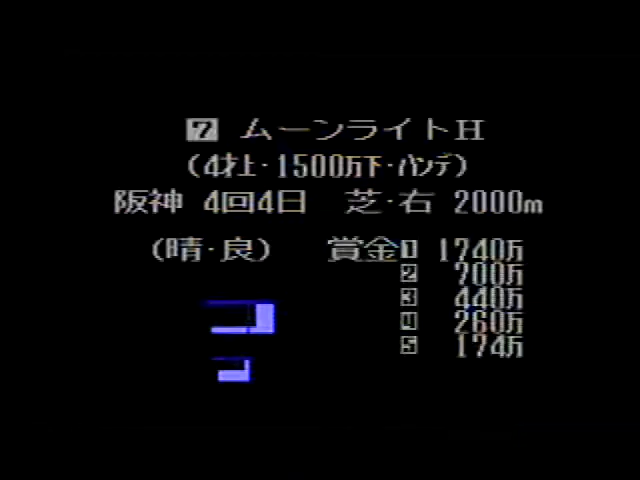 7 ムーンライトH
(4才上・1500万下・ハンデ)
阪神 4回4日 芝・右 2000m
(晴・良) 賞金1 1740万
2 700万
3 440万
4 260万
5 174万